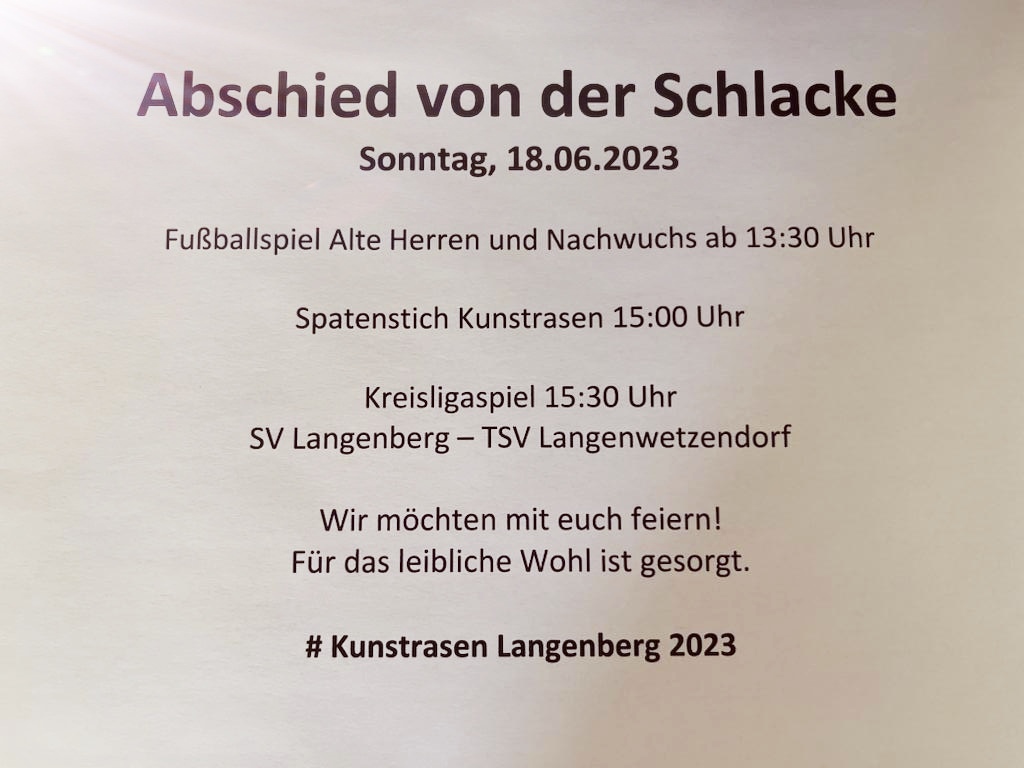 Abschied von der Schlacke
Sonntag, 18.06.2023
Fußballspiel Alte Herren und Nachwuchs ab 13:30 Uhr
Spatenstich Kunstrasen 15:00 Uhr
Kreisligaspiel 15:30 Uhr
SV Langenberg – TSV Langenwetzendorf
Wir möchten mit euch feiern!
Für das leibliche Wohl ist gesorgt.
# Kunstrasen Langenberg 2023